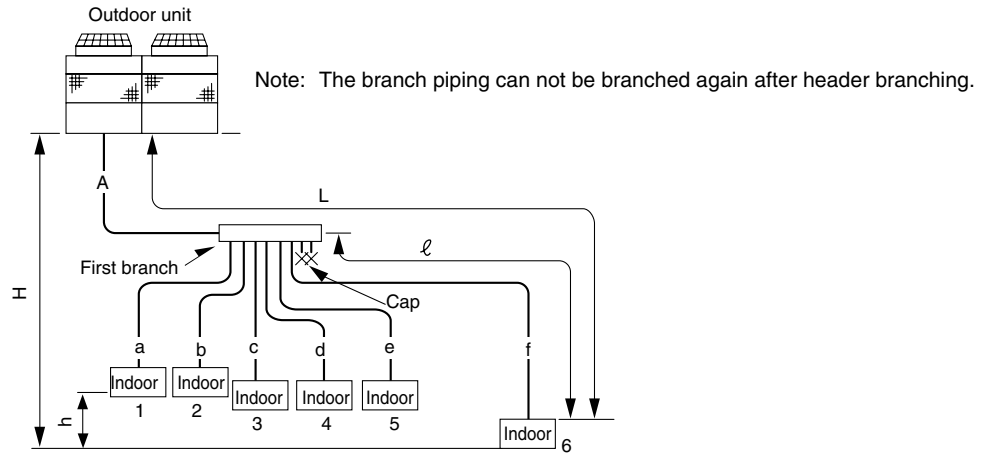 Outdoor unit
Note: The branch piping can not be branched again after header branching.
A
L
ℓ
First branch
H
Cap
a
b
c
d
e
f
Indoor
Indoor
Indoor
Indoor
Indoor
Indoor
1
2
3
4
5
6
h